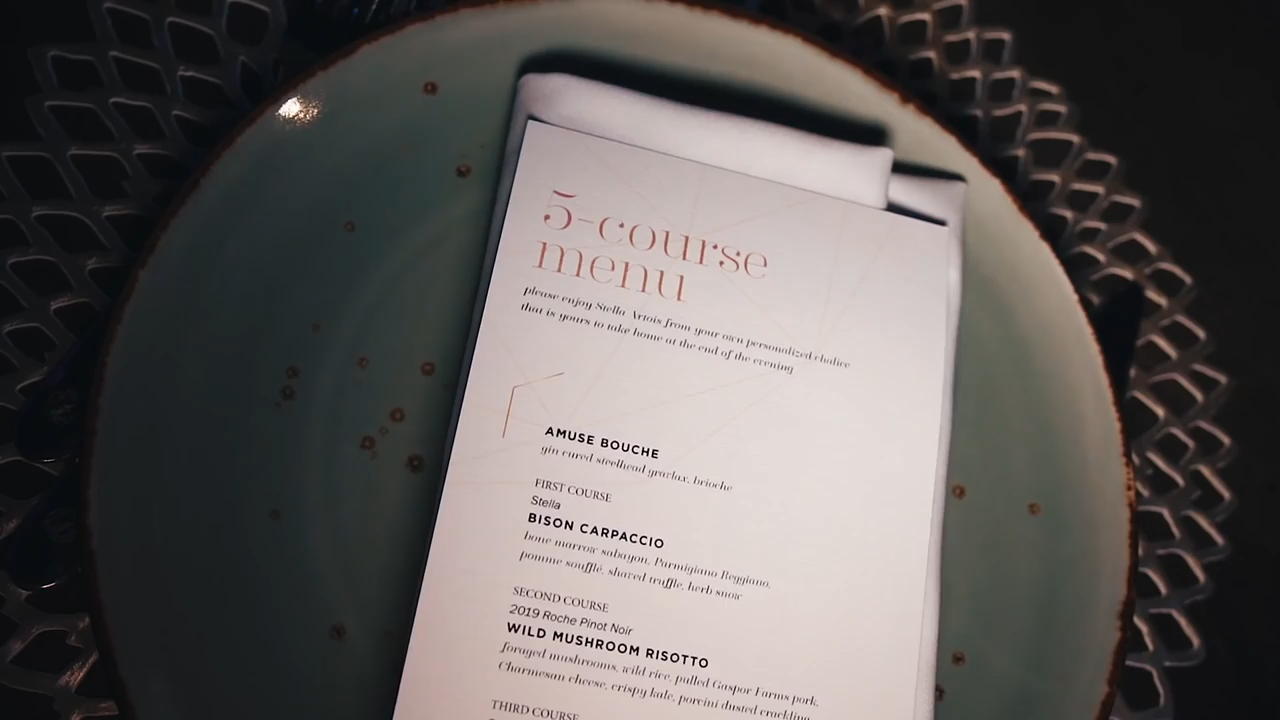 5-course
menu
please enjoy Stella Artois from your own personalized chalice
that is yours to take home at the end of the evening
AMUSE BOUCHE
gin cured steelhead gravlax, brioche
FIRST COURSE
Stella
BISON CARPACCIO
bone marrow sabayon, Parmigiano Reggiano,
pomme soufflé, shaved truffle, herb snow
SECOND COURSE
2019 Roche Pinot Noir
WILD MUSHROOM RISOTTO
foraged mushrooms, wild rice, pulled Gaspor Farms pork,
Charmesan cheese, crispy kale, porcini dusted crackling
THIRD COURSE